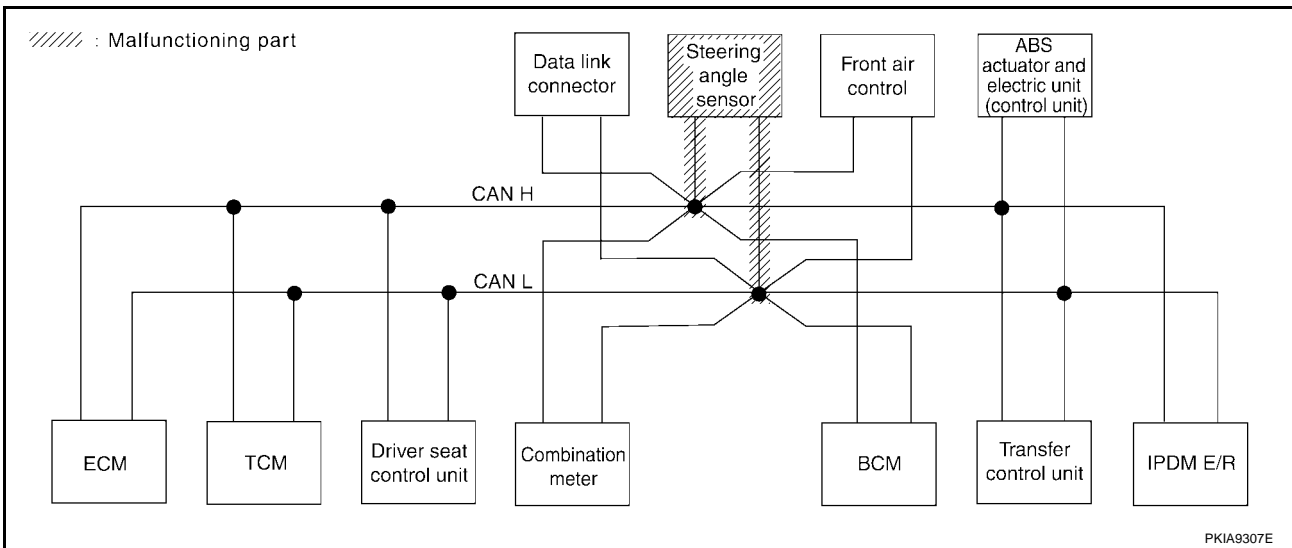 : Malfunctioning part
Data link
connector
Steering
angle
sensor
Front air
control
ABS
actuator and
electric unit
(control unit)
CAN H
CAN L
ECM
TCM
Driver seat
control unit
Combination
meter
BCM
Transfer
control unit
IPDM E/R
PKIA9307E